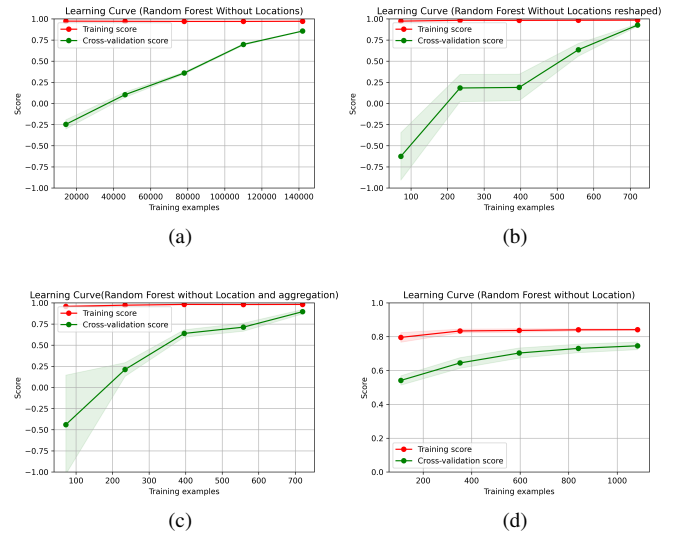 Learning Curve (Random Forest Without Locations)
1.00
0.75
0.50
0.25
0.00
−0.25
−0.50
−0.75
−1.00
Score
Training score
Cross-validation score
20000 40000 60000 80000 100000 120000 140000
Training examples
(a)
Learning Curve (Random Forest Without Locations reshaped)
1.00
0.75
0.50
0.25
0.00
−0.25
−0.50
−0.75
−1.00
Score
Training score
Cross-validation score
100 200 300 400 500 600 700
Training examples
(b)
Learning Curve(Random Forest without Location and aggregation)
1.00
0.75
0.50
0.25
0.00
−0.25
−0.50
−0.75
−1.00
Score
Training score
Cross-validation score
100 200 300 400 500 600 700
Training examples
(c)
Learning Curve (Random Forest without Location)
1.0
0.8
0.6
0.4
0.2
0.0
Score
Training score
Cross-validation score
200 400 600 800 1000
Training examples
(d)